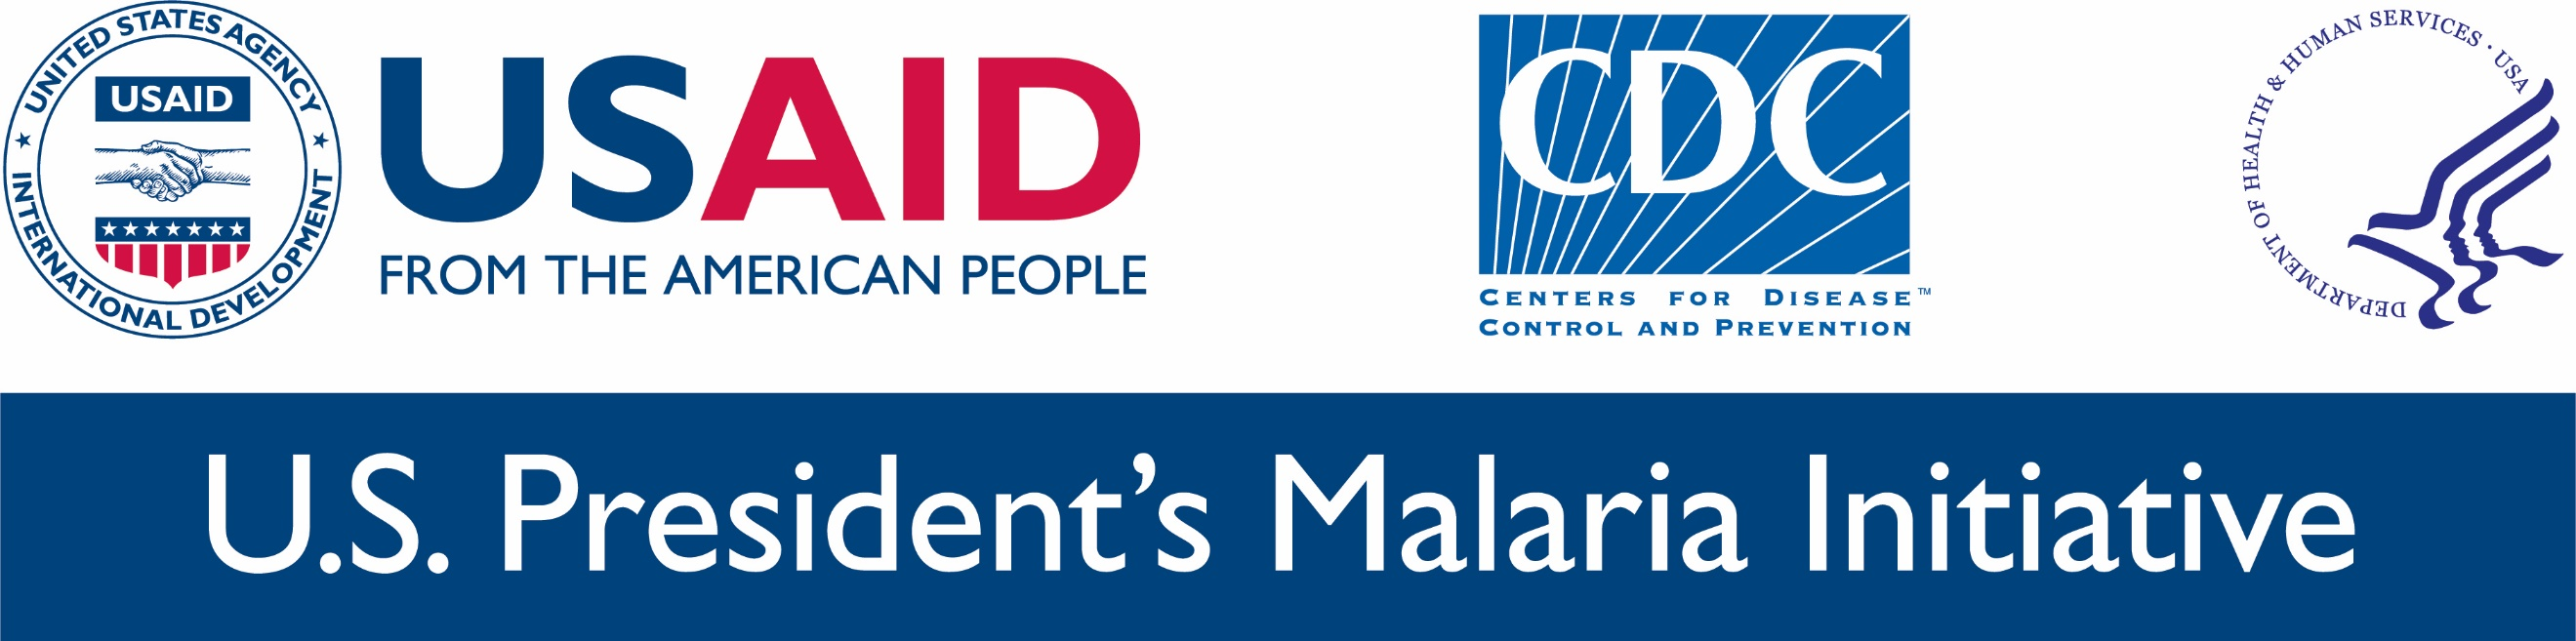 UNITED STATES AGENCY
★ INTERNATIONAL DEVELOPMENT ★
USAID
USAID
FROM THE AMERICAN PEOPLE
CDC
CENTERS FOR DISEASE™
CONTROL AND PREVENTION
DEPARTMENT OF HEALTH & HUMAN SERVICES · USA
U.S. President’s Malaria Initiative